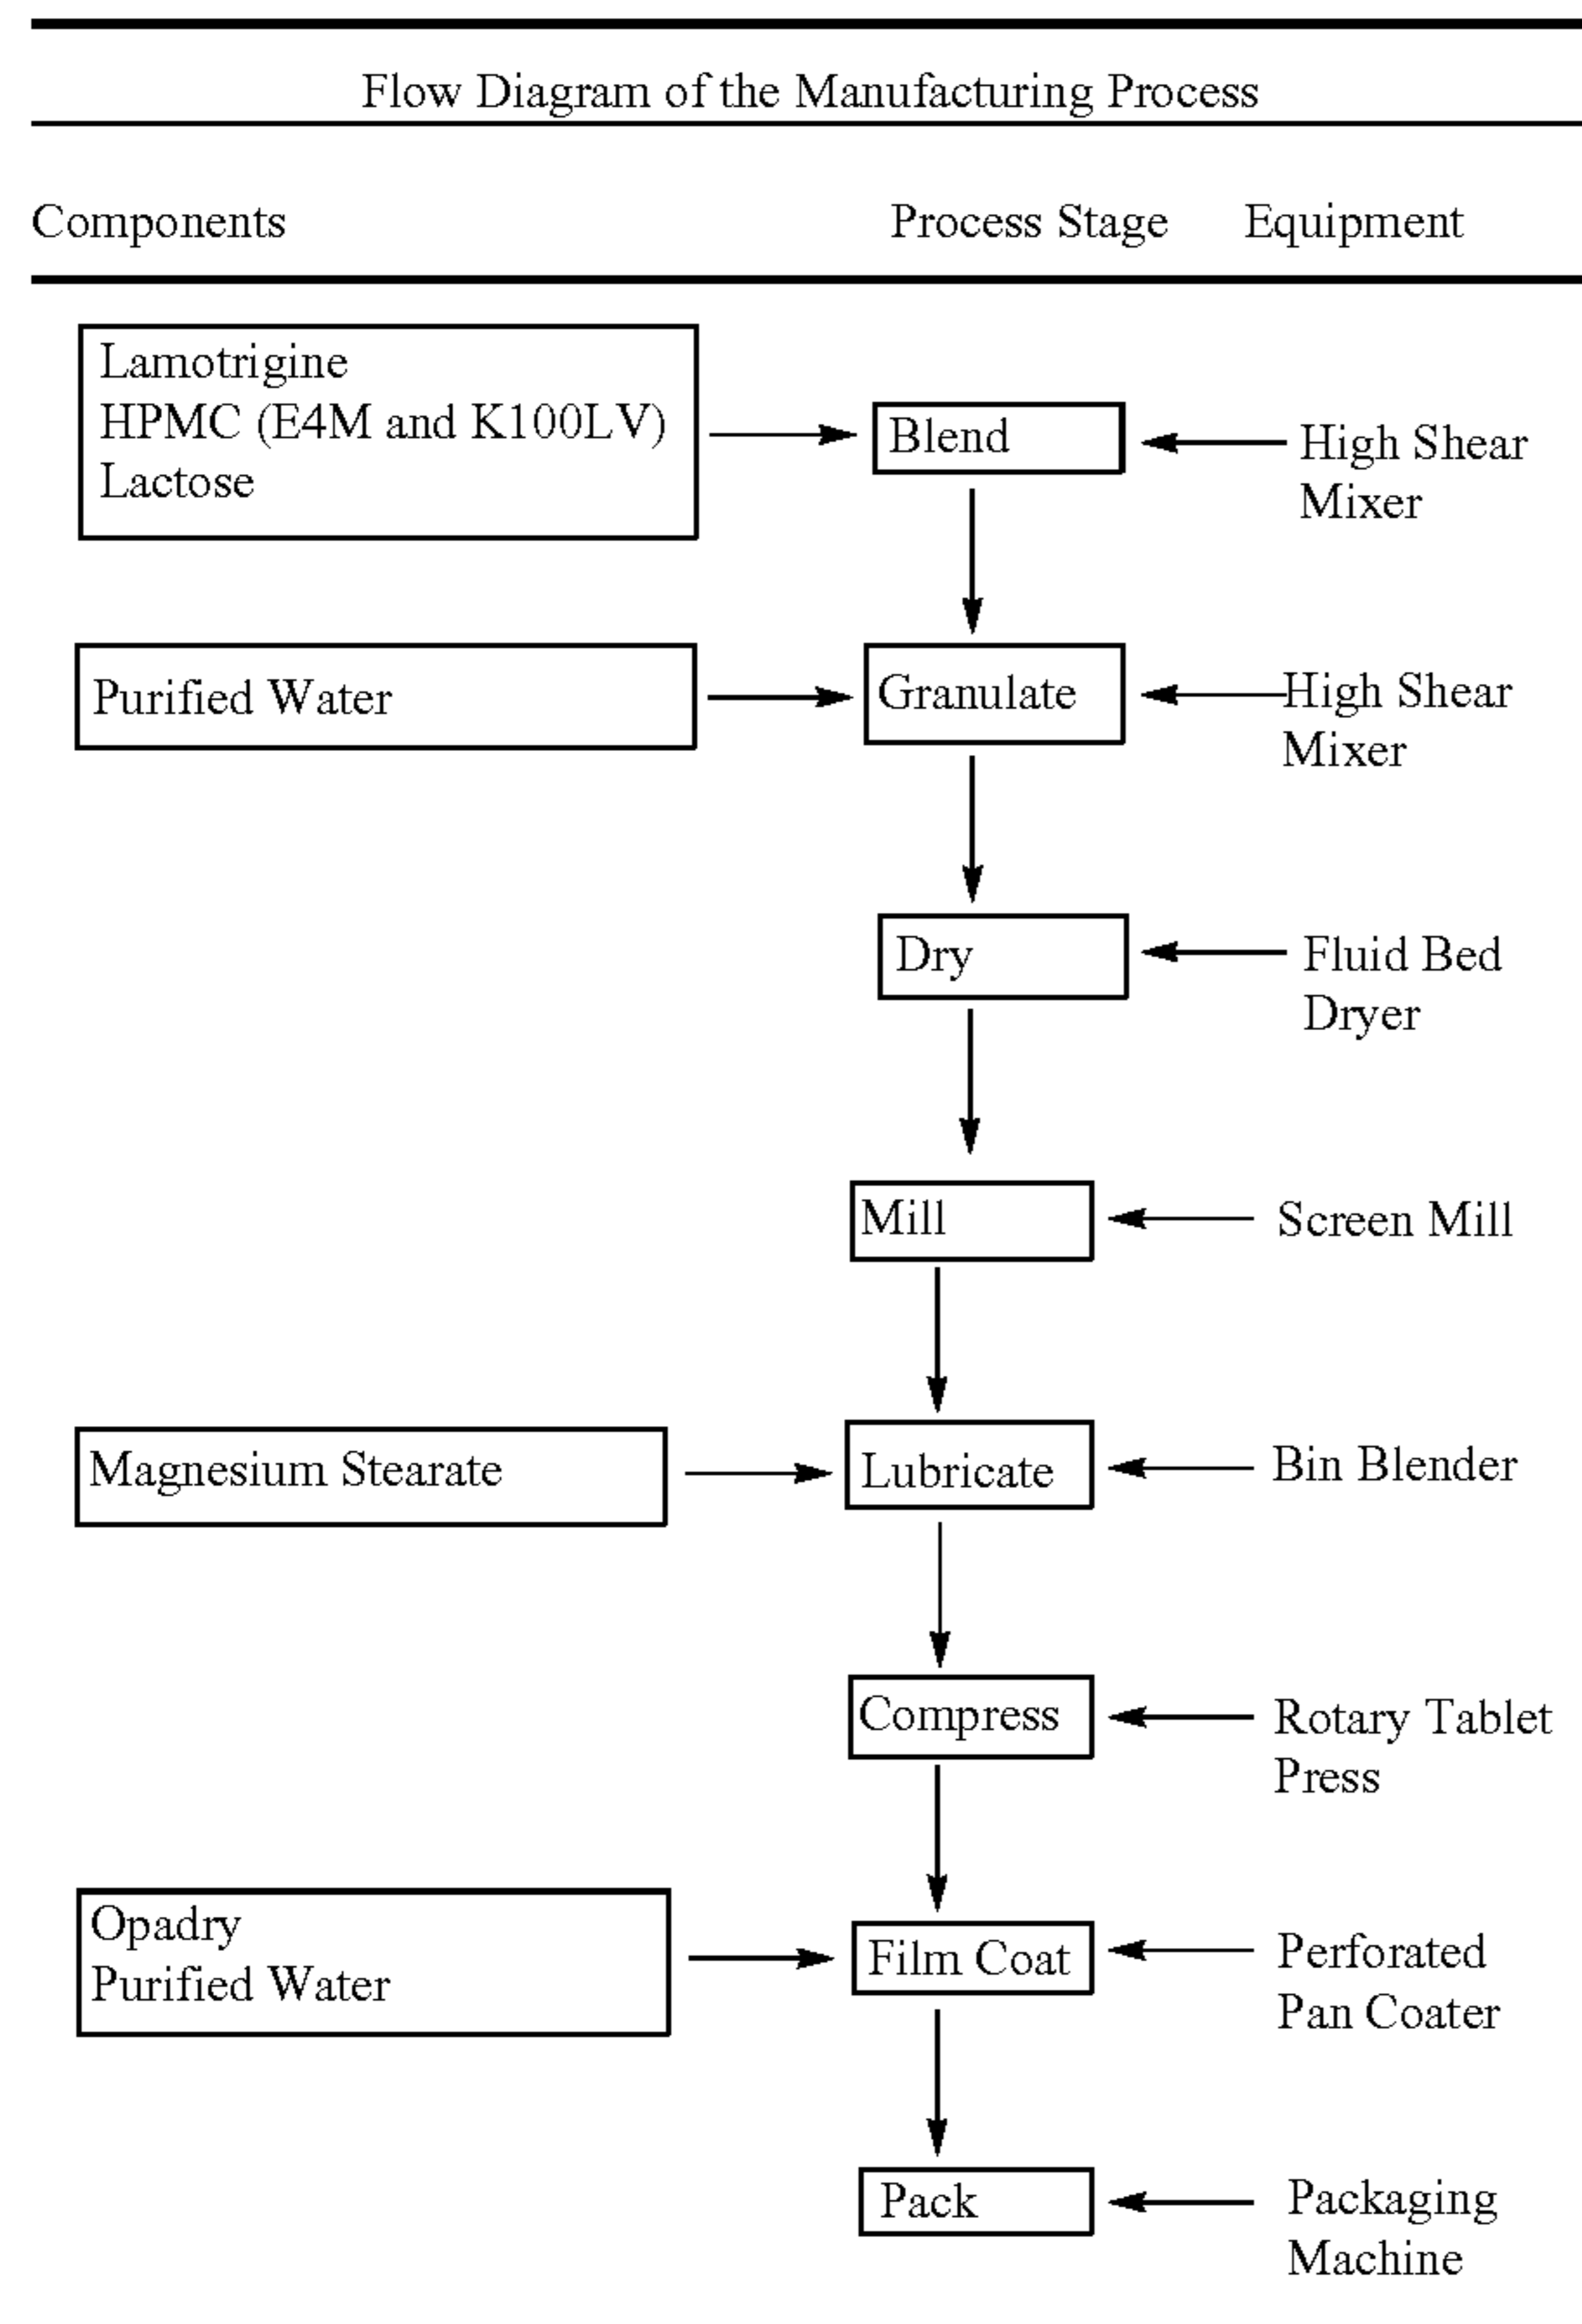 Flow Diagram of the Manufacturing Process
Components Process Stage Equipment
Lamotrigine
HPMC (E4M and K100LV)
Lactose
Blend
High Shear
Mixer
Purified Water
Granulate
High Shear
Mixer
Dry
Fluid Bed
Dryer
Mill
Screen Mill
Magnesium Stearate
Lubricate
Bin Blender
Compress
Rotary Tablet
Press
Opadry
Purified Water
Film Coat
Perforated
Pan Coater
Pack
Packaging
Machine